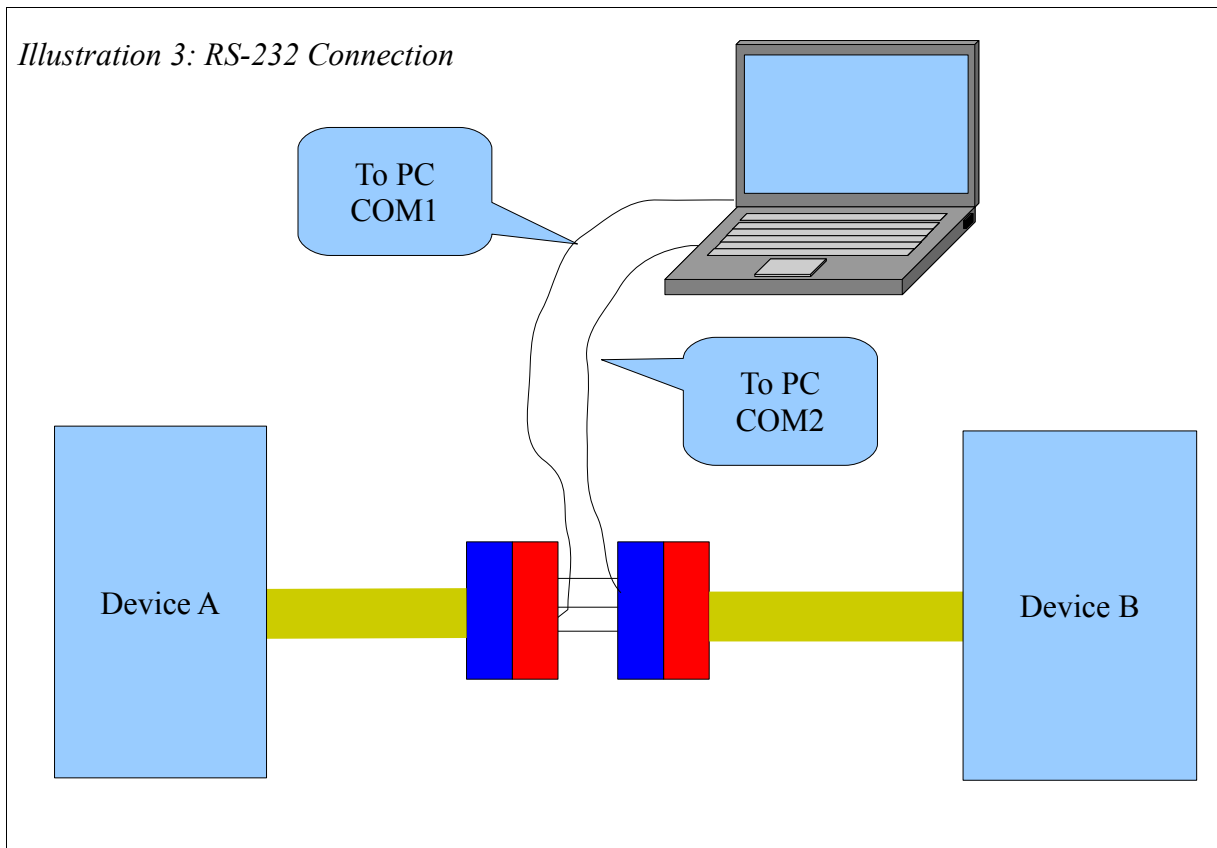 Illustration 3: RS-232 Connection
To PC
COM1
To PC
COM2
Device A
Device B